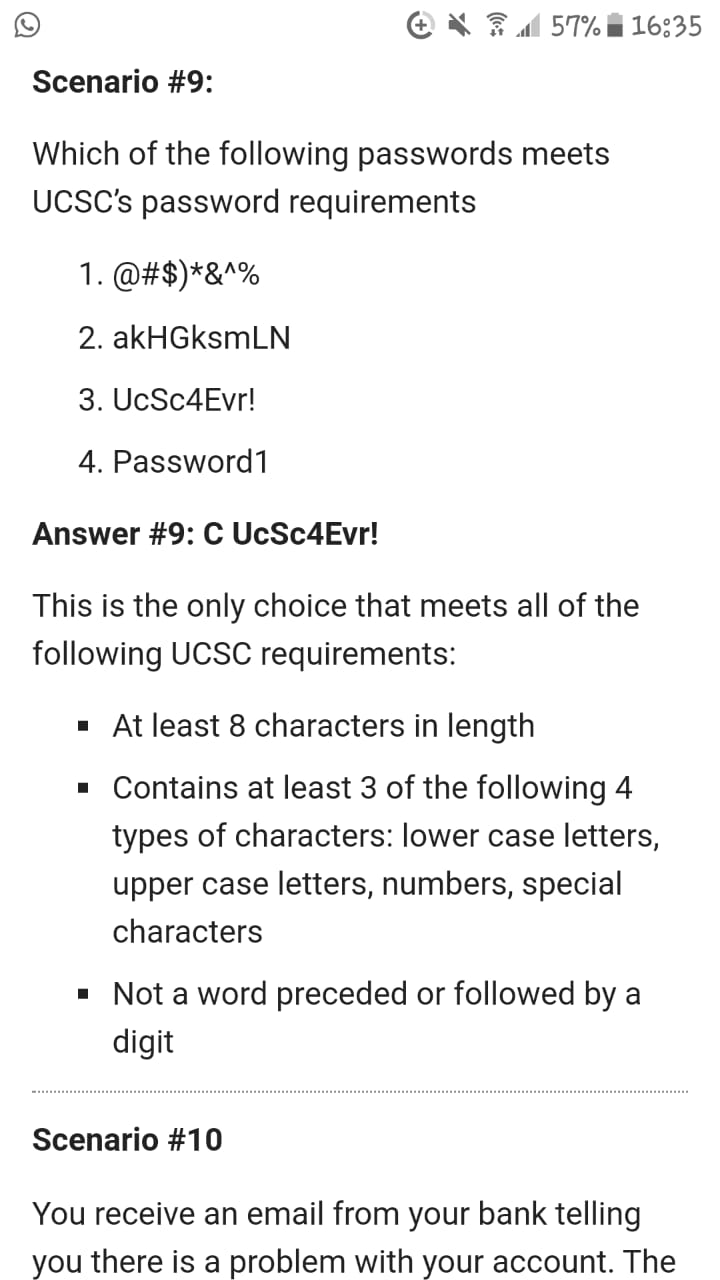 57% 16:35
Scenario #9:
Which of the following passwords meets
UCSC's password requirements
1. @#$)*&^%
2. akHGksmLN
3. UcSc4Evr!
4. Password1
Answer #9: C UcSc4Evr!
This is the only choice that meets all of the
following UCSC requirements:
▪ At least 8 characters in length
▪ Contains at least 3 of the following 4
types of characters: lower case letters,
upper case letters, numbers, special
characters
▪ Not a word preceded or followed by a
digit
Scenario #10
You receive an email from your bank telling
you there is a problem with your account. The